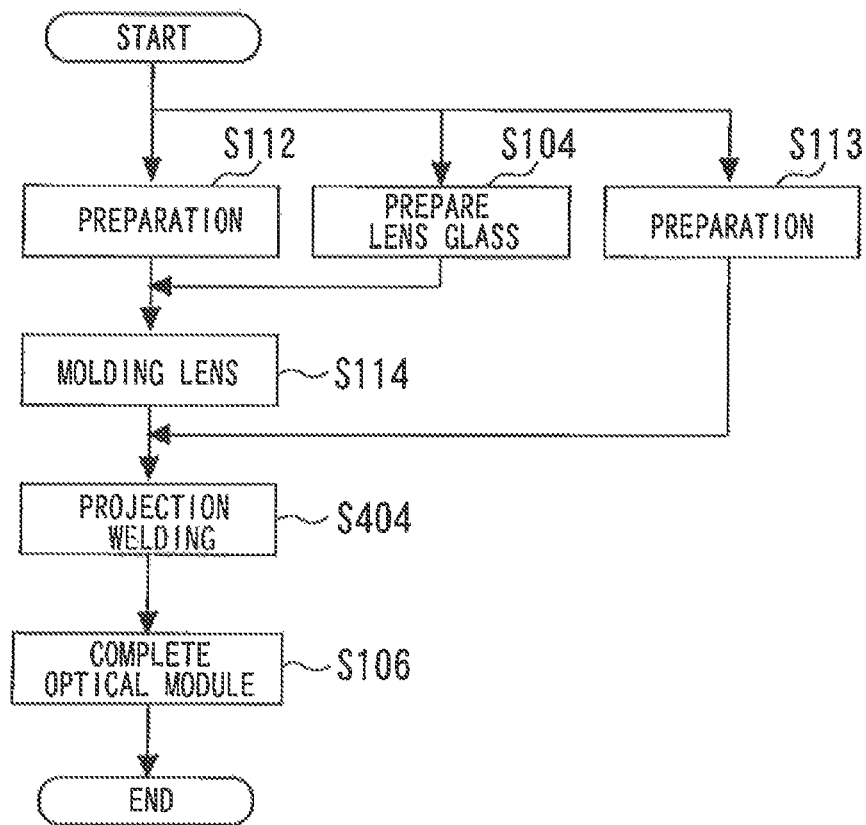 START
S112
S104
S113
PREPARATION
PREPARE
LENS GLASS
PREPARATION
MOLDING LENS
S114
PROJECTION
WELDING
S404
COMPLETE
OPTICAL MODULE
S106
END